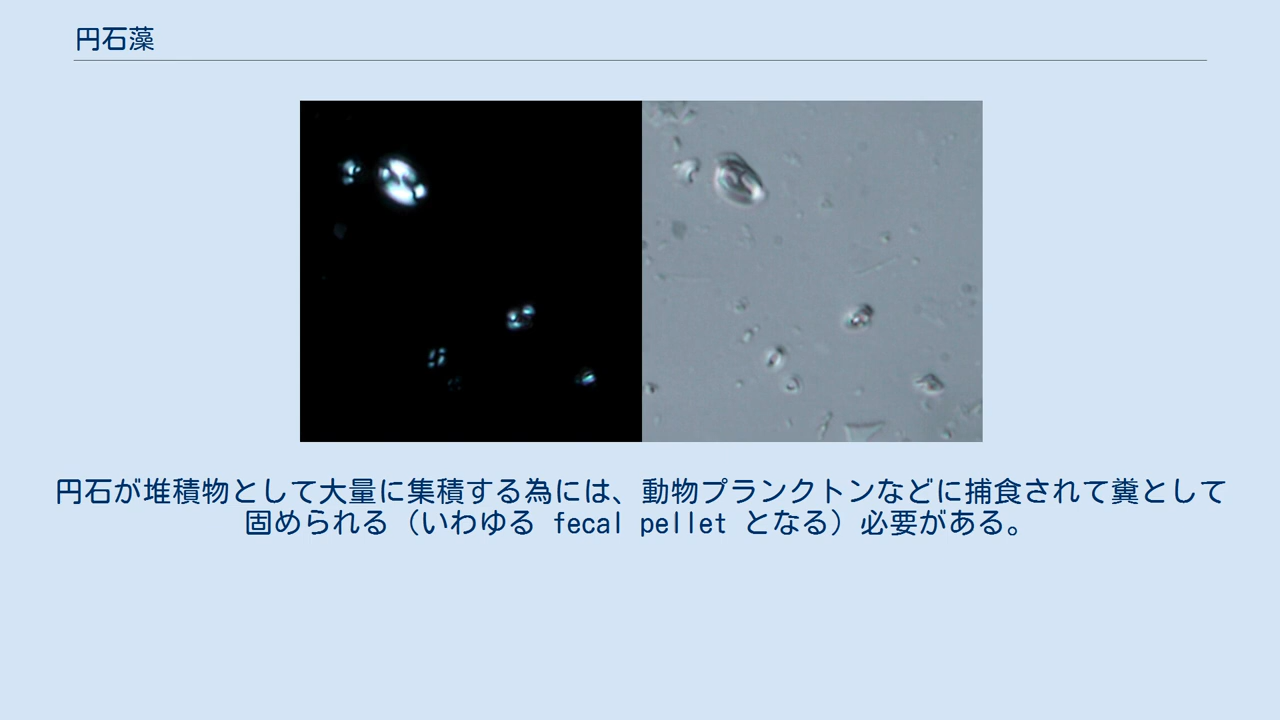 円石藻
円石が堆積物として大量に集積する為には、動物プランクトンなどに捕食されて糞として
固められる（いわゆる fecal pellet となる）必要がある。